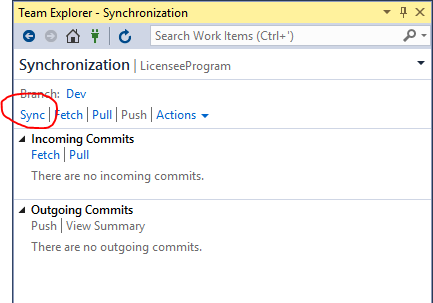 Team Explorer - Synchronization
Search Work Items (Ctrl+')
Synchronization | LicenseeProgram
Branch: Dev
Sync | Fetch | Pull | Push | Actions
Incoming Commits
Fetch | Pull
There are no incoming commits.
Outgoing Commits
Push | View Summary
There are no outgoing commits.